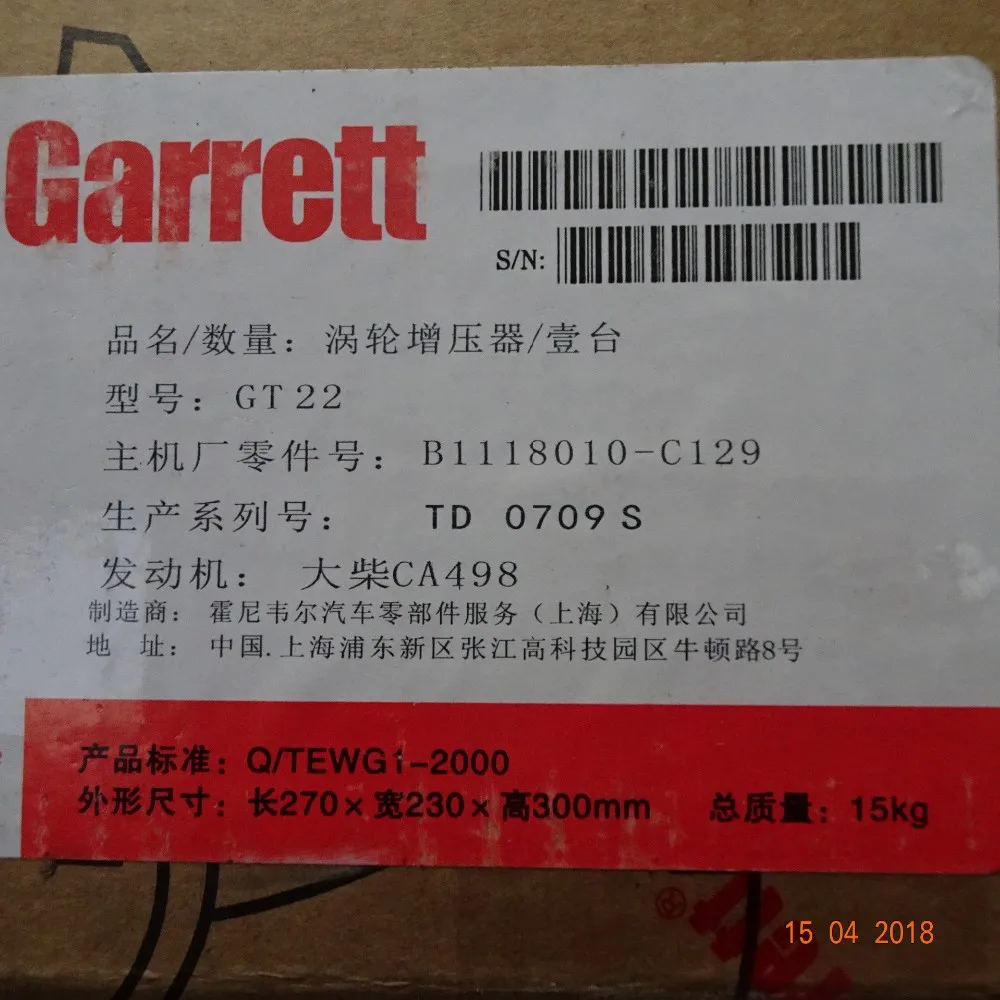 Garrett
S/N:
品名/数量：涡轮增压器/壹台
型号：GT22
主机厂零件号：B1118010-C129
生产系列号：TD 0709 S
发动机：大柴CA498
制造商：霍尼韦尔汽车零部件服务（上海）有限公司
地 址：中国.上海浦东新区张江高科技园区牛顿路8号
产品标准：Q/TEWG1-2000
外形尺寸：长270×宽230×高300mm 总质量：15kg
®
15 04 2018